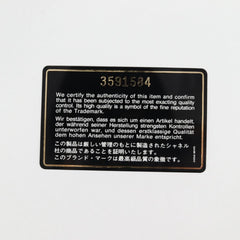 3591504
We certify the authenticity of this item and confirm
that it has been subjected to the most exacting quality
control. Its high quality is a fine symbol of the reputation
of the Trademark.
Wir bestätigen, dass es sich um einen Artikel handelt,
der während seiner Herstellung strengsten Kontrollen
unterworfen war, und dessen erstklassige Qualität
dem hohen Ansehen unserer Marke entspricht.
この製品は厳しい管理のもとに製造されたシャネル
社の物品であることを証明いたします。
このブランド・マークは最高級品質の象徴です。